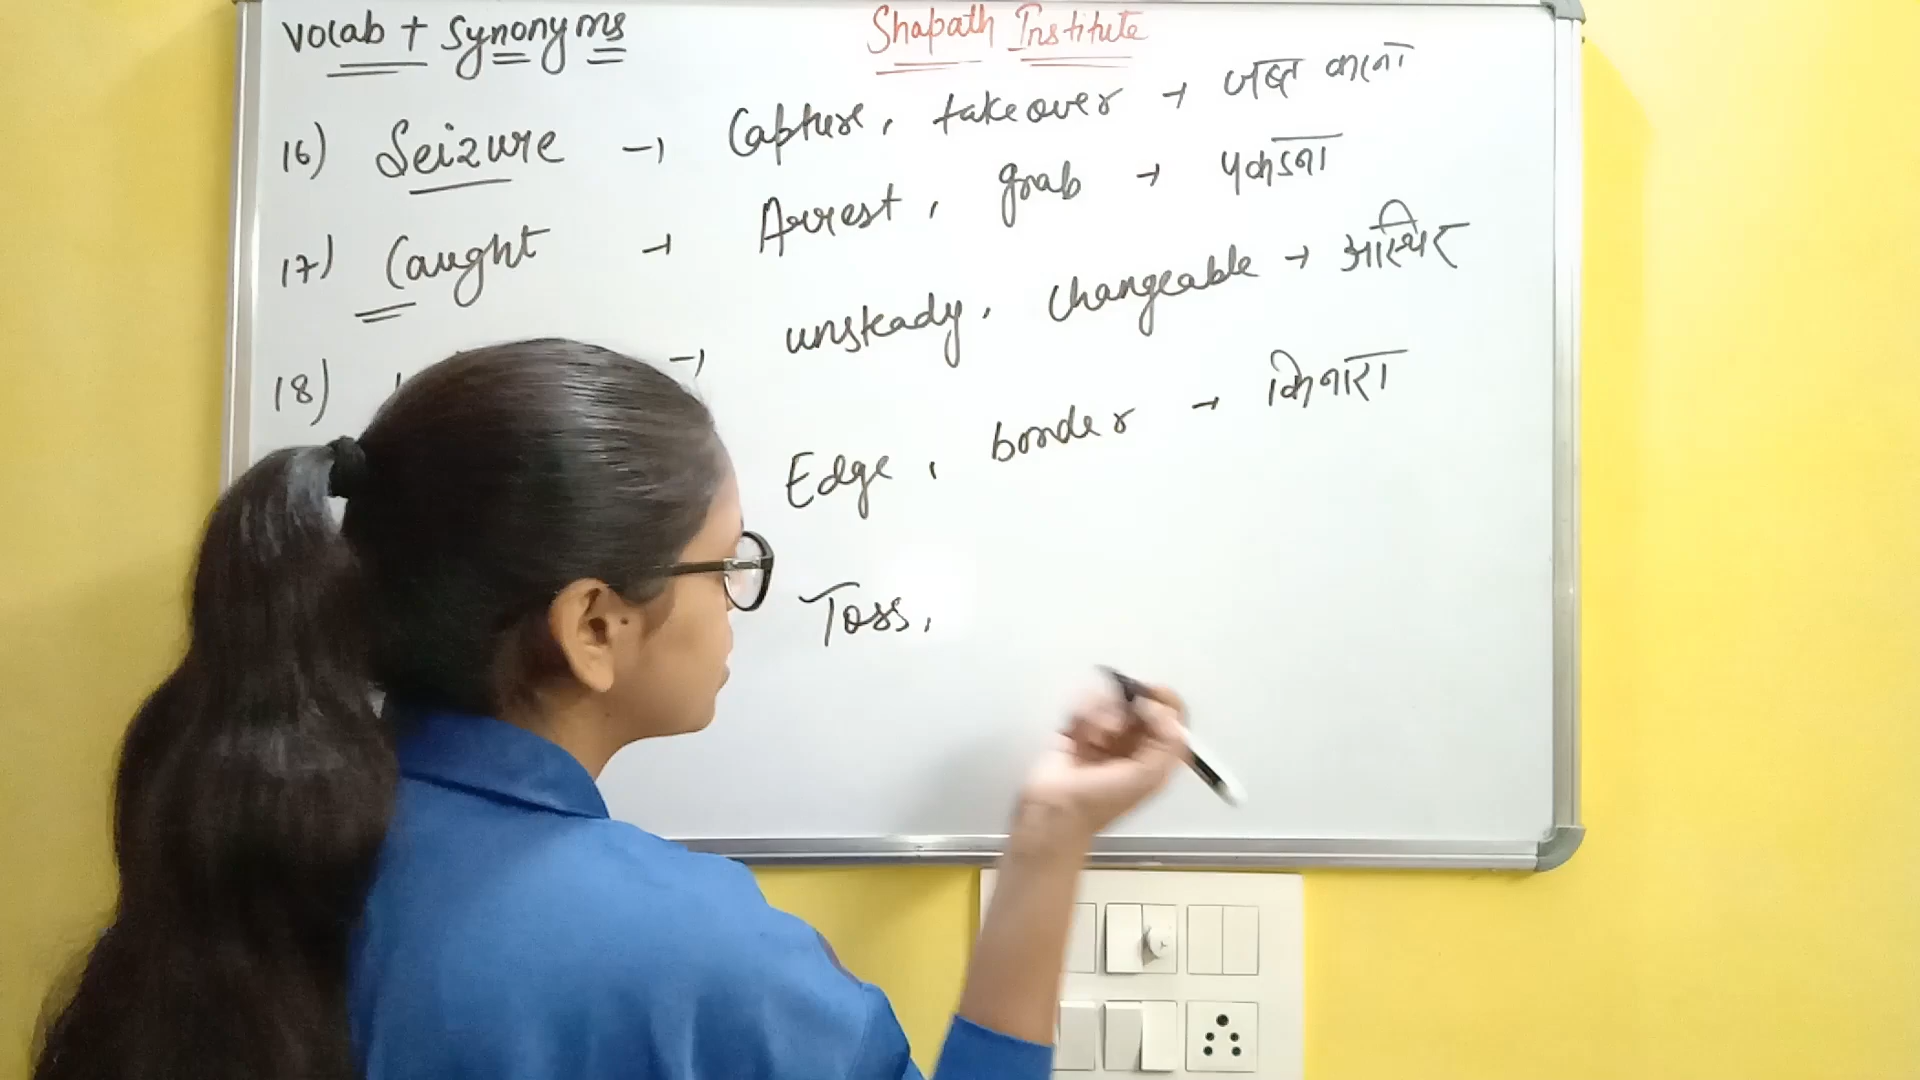 Vocab + Synonyms
Shapath Institute
16) Seizure → Capture, takeover → जब्त करना
17) Caught → Arrest, grab → पकडना
18) → unsteady, changeable → अस्थिर
Edge, border → किनारा
Toss,